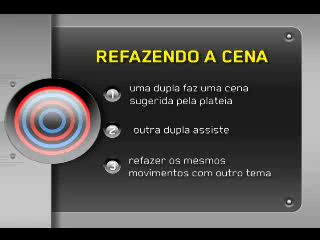 REFAZENDO A CENA
1 uma dupla faz uma cena
sugerida pela plateia
2 outra dupla assiste
3 refazer os mesmos
movimentos com outro tema